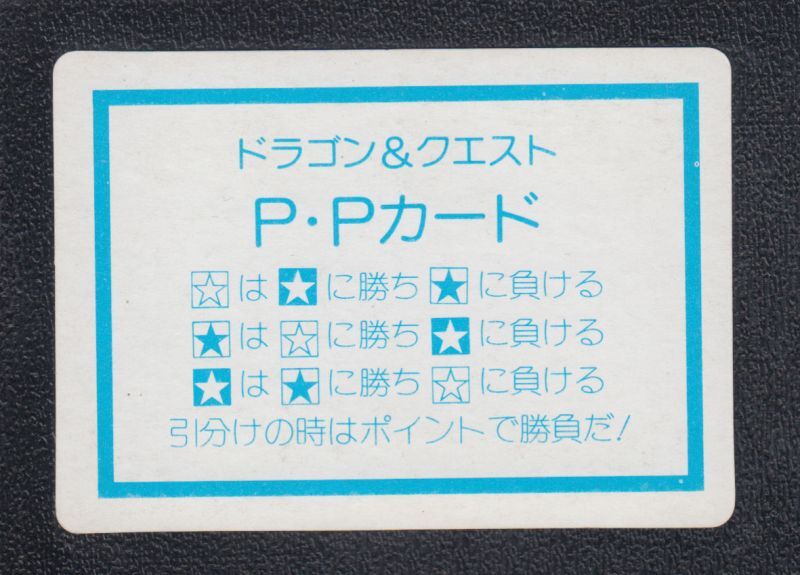 ドラゴン&クエスト
P・Pカード
☆は★に勝ち★に負ける
★は☆に勝ち★に負ける
★は★に勝ち☆に負ける
引分けの時はポイントで勝負だ!